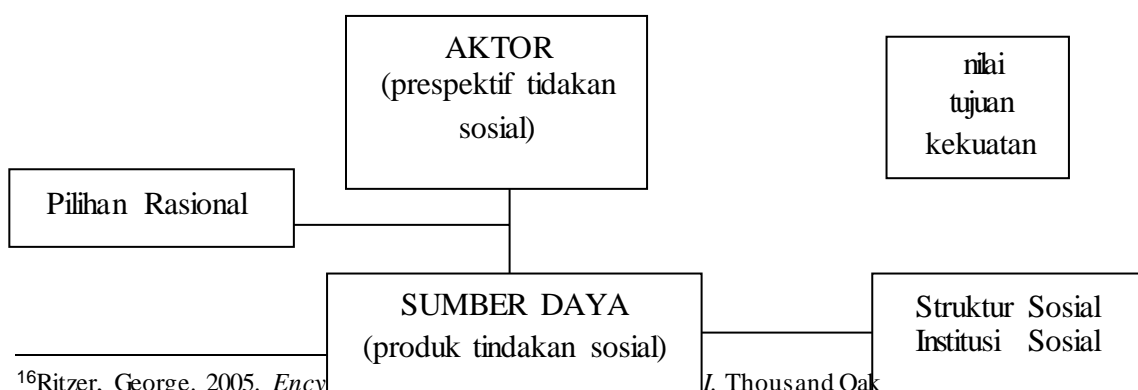 AKTOR
(prespektif tidakan
sosial)
nilai
tujuan
kekuatan
Pilihan Rasional
SUMBER DAYA
(produk tindakan sosial)
Struktur Sosial
Institusi Sosial
16Ritzer, George, 2005, Ency I. Thousand Oak